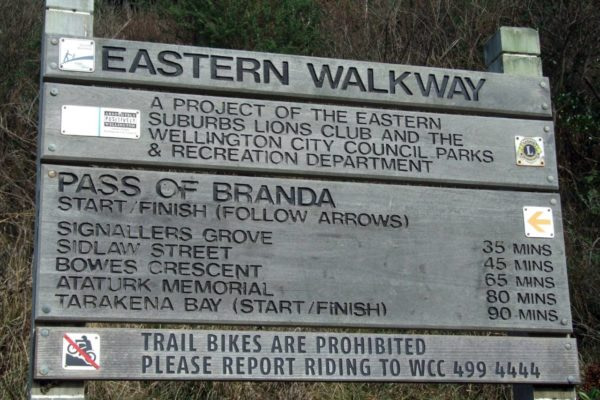 EASTERN WALKWAY
A PROJECT OF THE EASTERN
SUBURBS LIONS CLUB AND THE
WELLINGTON CITY COUNCIL PARKS
& RECREATION DEPARTMENT
ABSOLUTELY
POSITIVELY
WELLINGTON
PASS OF BRANDA
START/FINISH (FOLLOW ARROWS)
SIGNALLERS GROVE 35 MINS
SIDLAW STREET 45 MINS
BOWES CRESCENT 65 MINS
ATATURK MEMORIAL 80 MINS
TARAKENA BAY (START/FINISH) 90 MINS
TRAIL BIKES ARE PROHIBITED
PLEASE REPORT RIDING TO WCC 499 4444